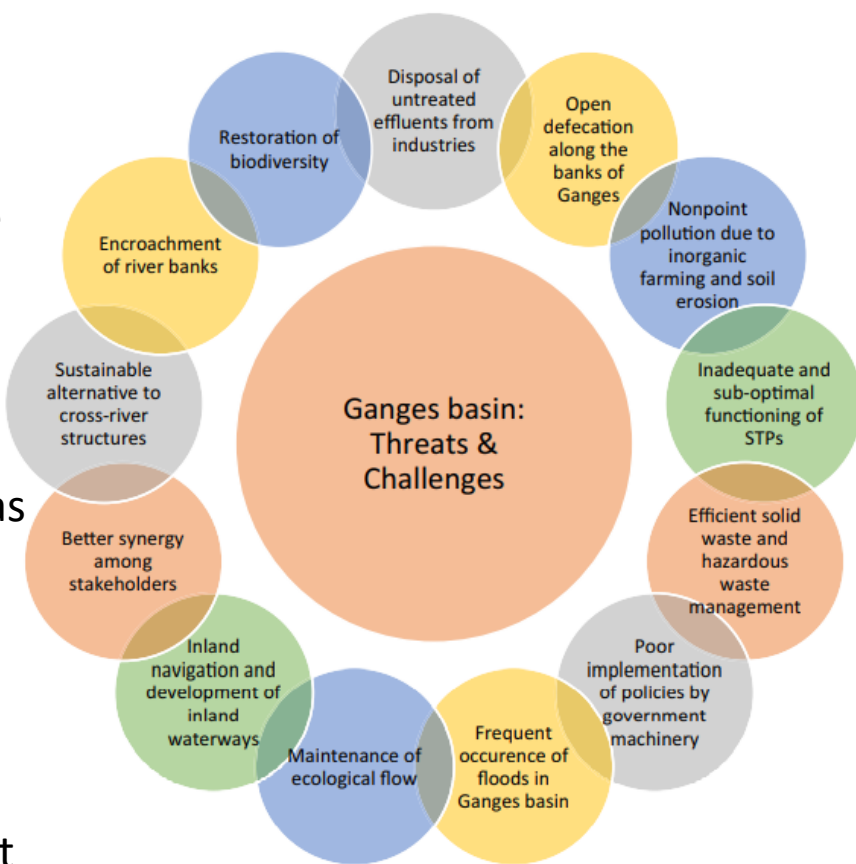 Disposal of
untreated
effluents from
industries
Open
defecation
along the
banks of
Ganges
Nonpoint
pollution due to
inorganic
farming and soil
erosion
Inadequate and
sub-optimal
functioning of
STPs
Efficient solid
waste and
hazardous
waste
management
Poor
implementation
of policies by
government
machinery
Frequent
occurence of
floods in
Ganges basin
Maintenance of
ecological flow
Inland
navigation and
development of
inland
waterways
Better synergy
among
stakeholders
Sustainable
alternative to
cross-river
structures
Encroachment
of river banks
Restoration of
biodiversity
Ganges basin:
Threats &
Challenges